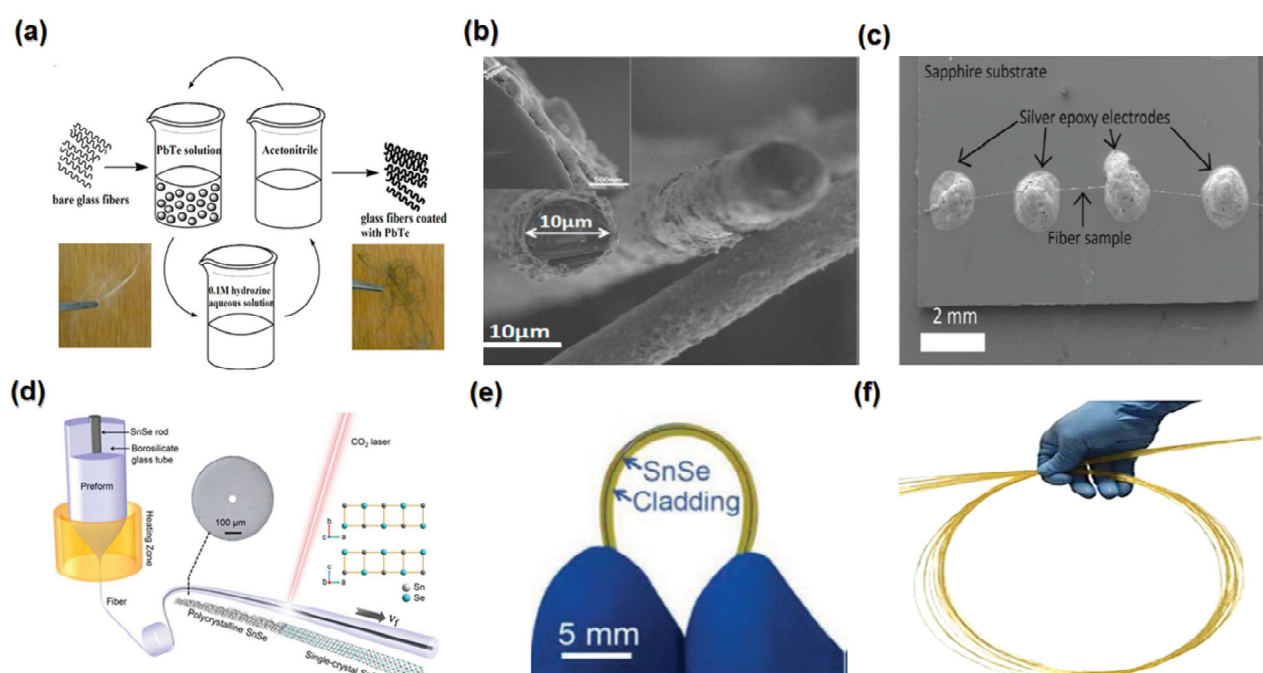 (a)
PbTe solution
Acetonitrile
bare glass fibers
glass fibers coated
with PbTe
0.1M hydrozine
aqueous solution
(b)
500nm
10μm
10μm
(c)
Sapphire substrate
Silver epoxy electrodes
Fiber sample
2 mm
(d)
SnSe rod
Borosilicate
glass tube
Preform
Heating Zone
Fiber
100 μm
CO2 laser
b
c a
c
b a
Sn
Se
Polycrystalline SnSe
Single-crystal
vf
(e)
SnSe
Cladding
5 mm
(f)